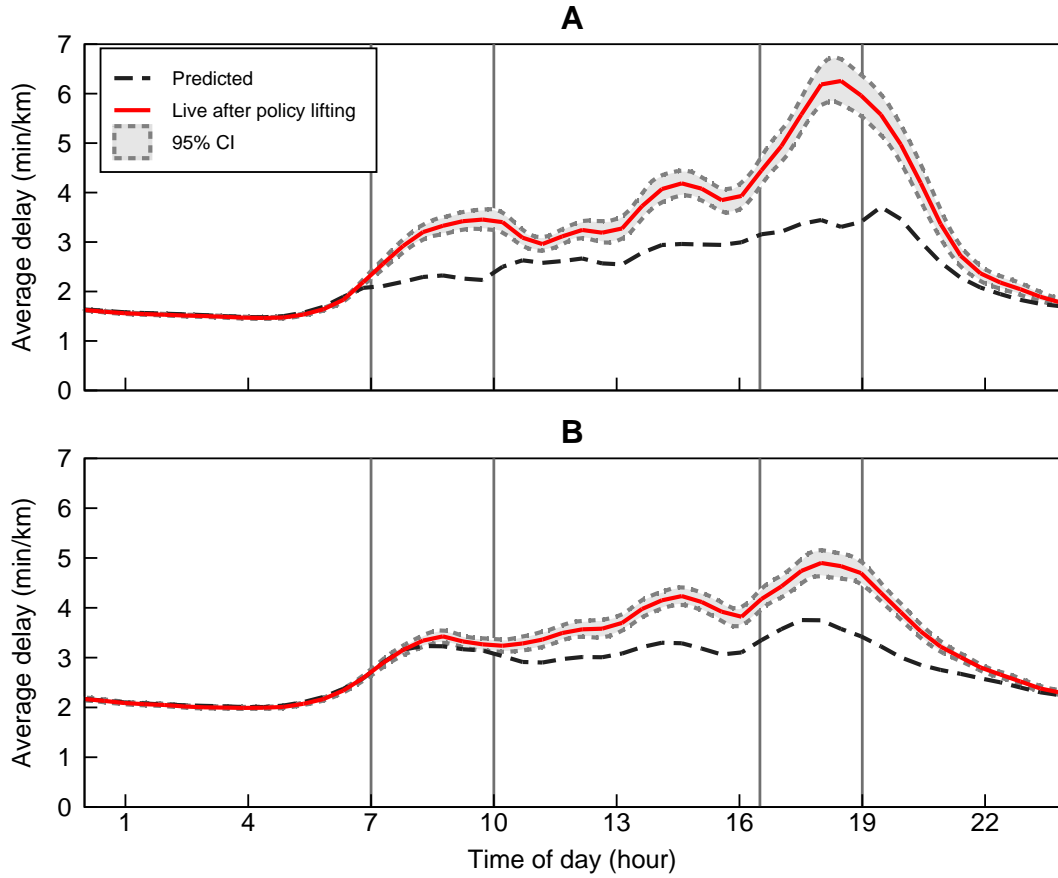 A
7
6
5
4
3
2
1
0
Average delay (min/km)
Predicted
Live after policy lifting
95% CI
1 4 7 10 13 16 19 22
B
7
6
5
4
3
2
1
0
Average delay (min/km)
1 4 7 10 13 16 19 22
Time of day (hour)